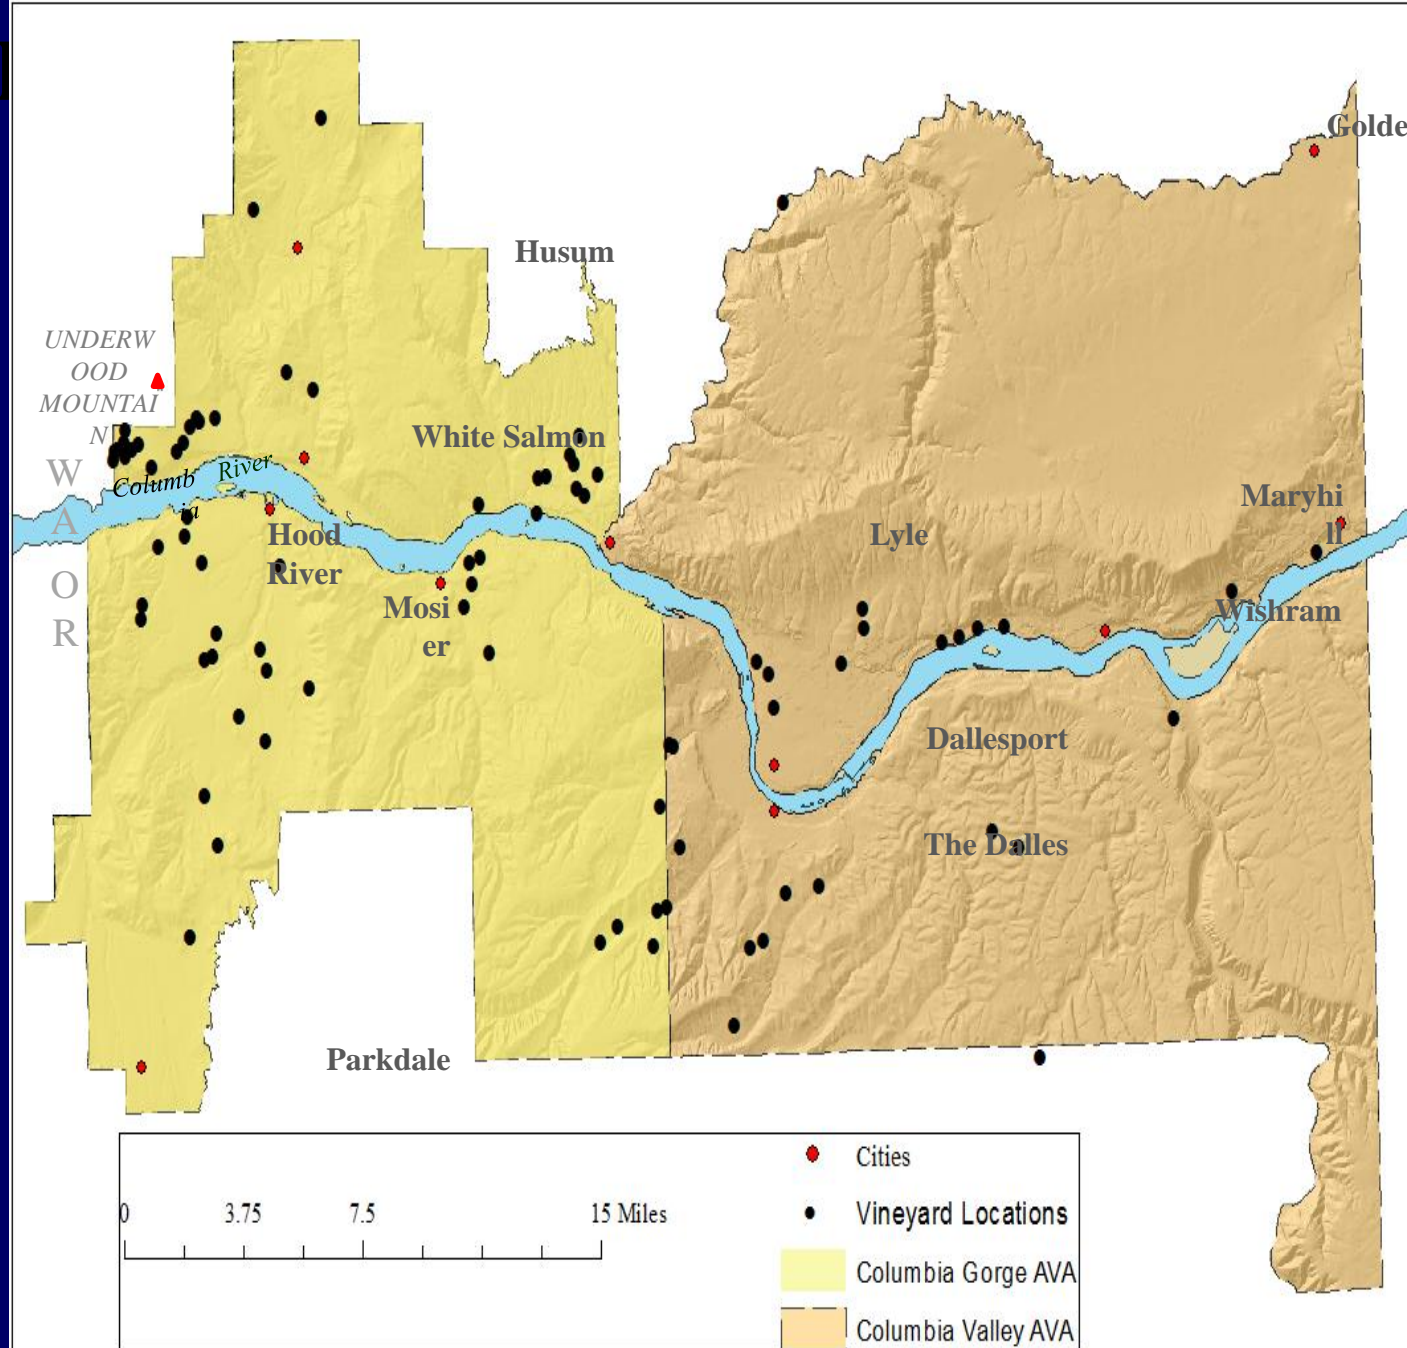 Golde
Husum
UNDERW
OOD
MOUNTAI
N
White Salmon
W
A
River
Columb
ia
Maryhi
ll
Hood
River
Lyle
O
R
Mosi
er
Wishram
Dallesport
The Dalles
Parkdale
Cities
0 3.75 7.5 15 Miles
Vineyard Locations
Columbia Gorge AVA
Columbia Valley AVA